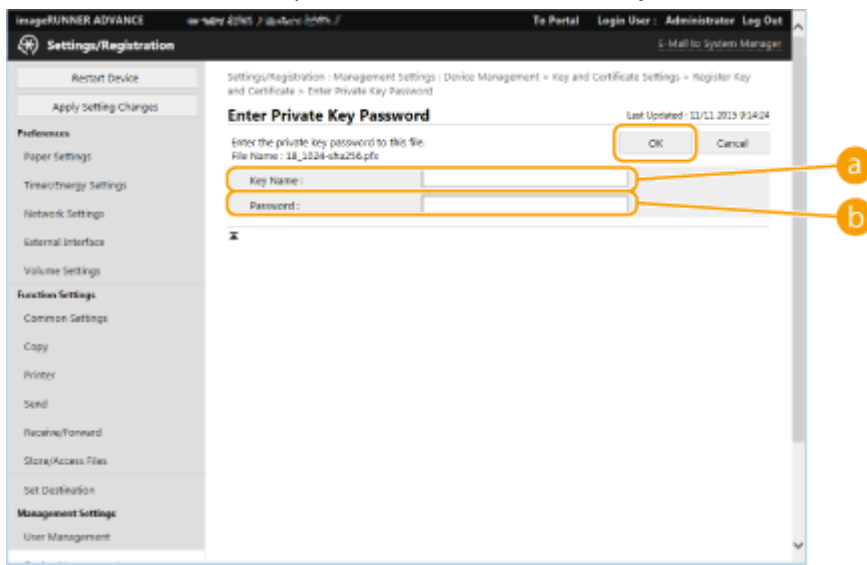 imageRUNNER ADVANCE
To Portal Login User : Administrator Log Out
Settings/Registration
E-Mail to System Manager
Restart Device
Apply Setting Changes
Preferences
Paper Settings
Timer/Energy Settings
Network Settings
External Interface
Volume Settings
Function Settings
Common Settings
Copy
Printer
Send
Receive/Forward
Store/Access Files
Set Destination
Management Settings
User Management
Settings/Registration : Management Settings : Device Management > Key and Certificate Settings > Register Key
and Certificate > Enter Private Key Password
Enter Private Key Password
Last Updated : 11/11 2015 9:14:24
Enter the private key password to this file.
File Name : 18_1024-sha256.pfx
OK
Cancel
Key Name :
Password :
a
b